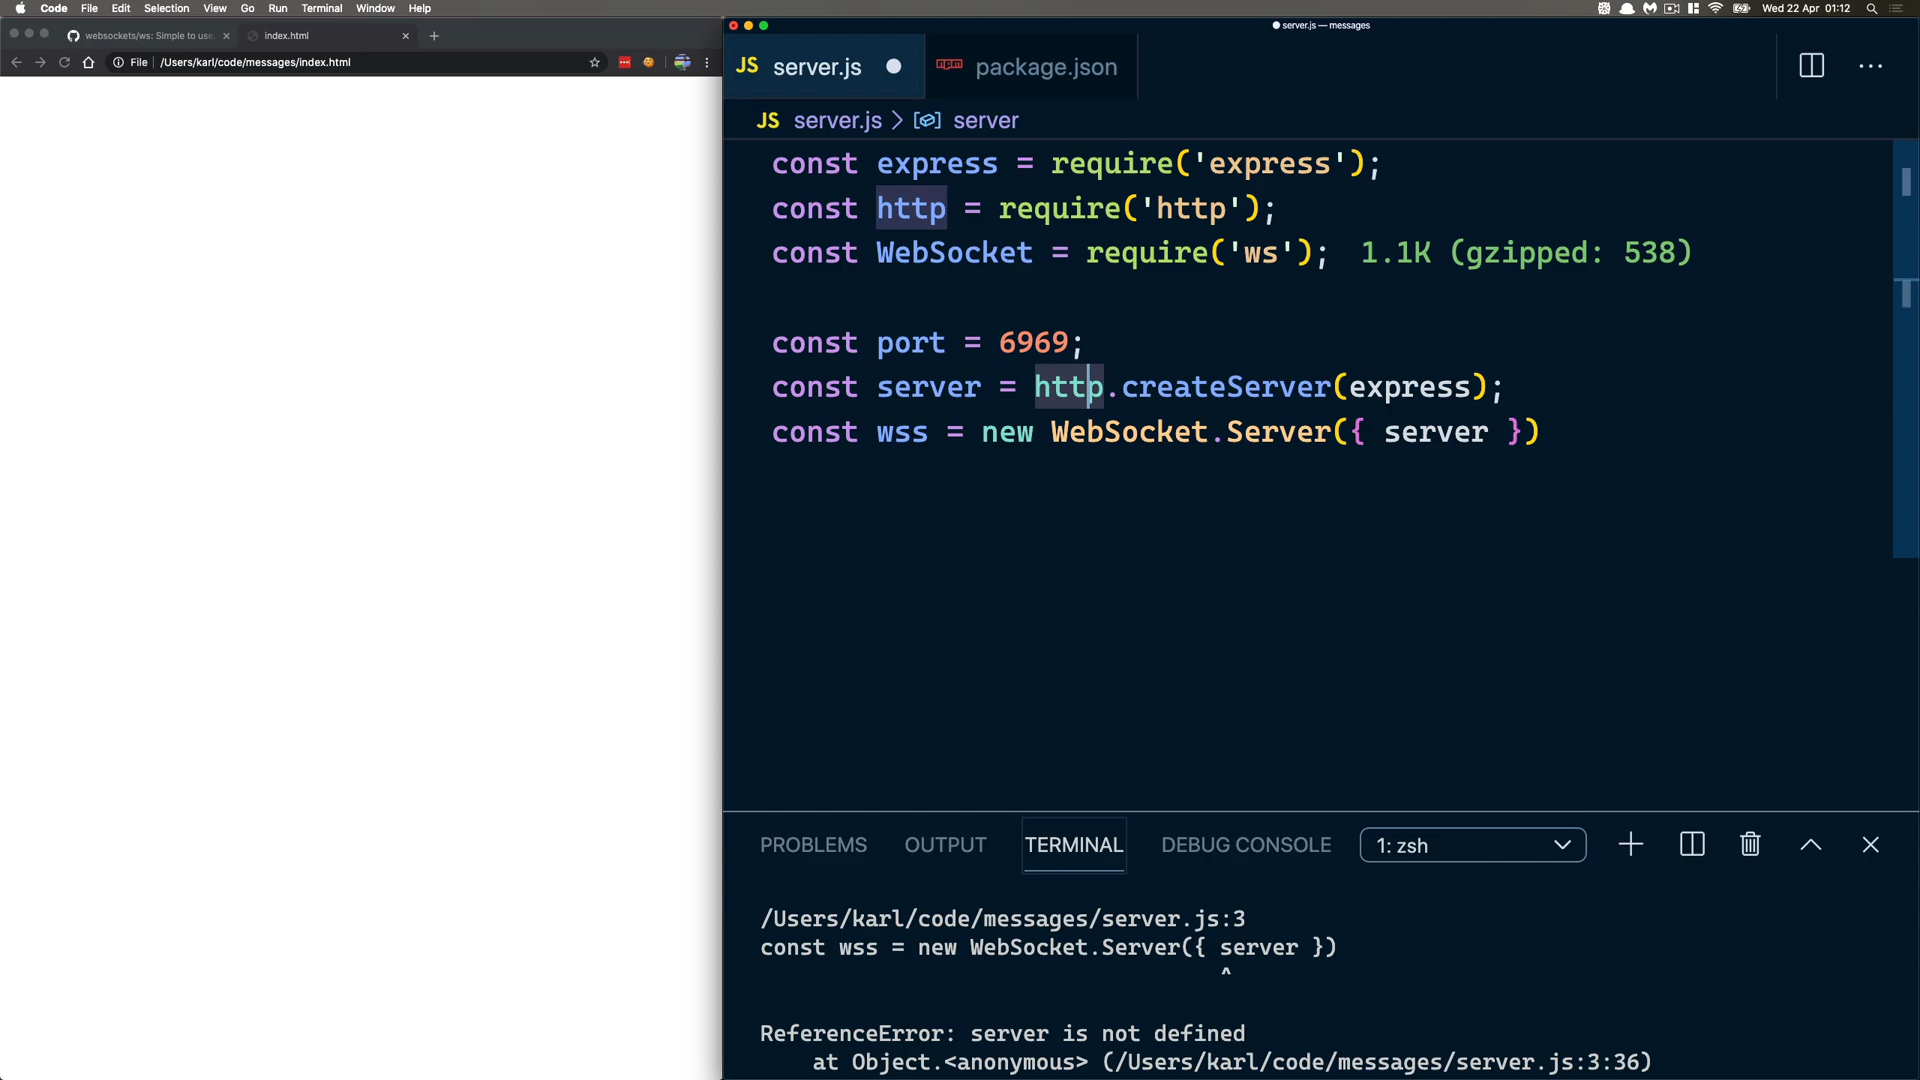 Code File Edit Selection View Go Run Terminal Window Help
Wed 22 Apr 01:12
websockets/ws: Simple to use,
index.html
File /Users/karl/code/messages/index.html
server.js — messages
JS server.js
package.json
JS server.js > server
const express = require('express');
const http = require('http');
const WebSocket = require('ws'); 1.1K (gzipped: 538)
const port = 6969;
const server = http.createServer(express);
const wss = new WebSocket.Server({ server })
PROBLEMS OUTPUT TERMINAL DEBUG CONSOLE 1: zsh
/Users/karl/code/messages/server.js:3
const wss = new WebSocket.Server({ server })
^
ReferenceError: server is not defined
at Object.<anonymous> (/Users/karl/code/messages/server.js:3:36)